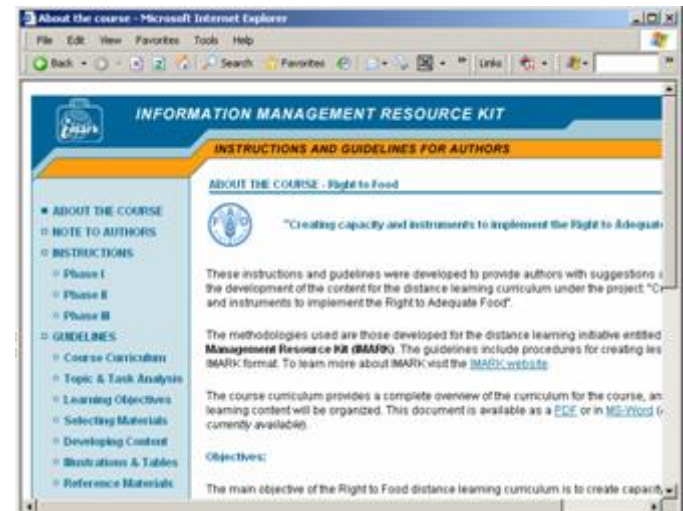 About the course - Microsoft Internet Explorer
File Edit View Favorites Tools Help
Back Search Favorites Links
imark
INFORMATION MANAGEMENT RESOURCE KIT
INSTRUCTIONS AND GUIDELINES FOR AUTHORS
ABOUT THE COURSE
NOTE TO AUTHORS
INSTRUCTIONS
Phase I
Phase II
Phase III
GUIDELINES
Course Curriculum
Topic & Task Analysis
Learning Objectives
Selecting Materials
Developing Content
Illustrations & Tables
Reference Materials
ABOUT THE COURSE - Right to Food
"Creating capacity and instruments to implement the Right to Adequate
These instructions and guidelines were developed to provide authors with suggestions
the development of the content for the distance learning curriculum under the project: "C
and instruments to implement the Right to Adequate Food".
The methodologies used are those developed for the distance learning initiative entitled
Management Resource Kit (IMARK). The guidelines include procedures for creating les
IMARK format. To learn more about IMARK visit the IMARK website.
The course curriculum provides a complete overview of the curriculum for the course, an
learning content will be organized. This document is available as a PDF or in MS-Word (
currently available).
Objectives:
The main objective of the Right to Food distance learning curriculum is to create capacit